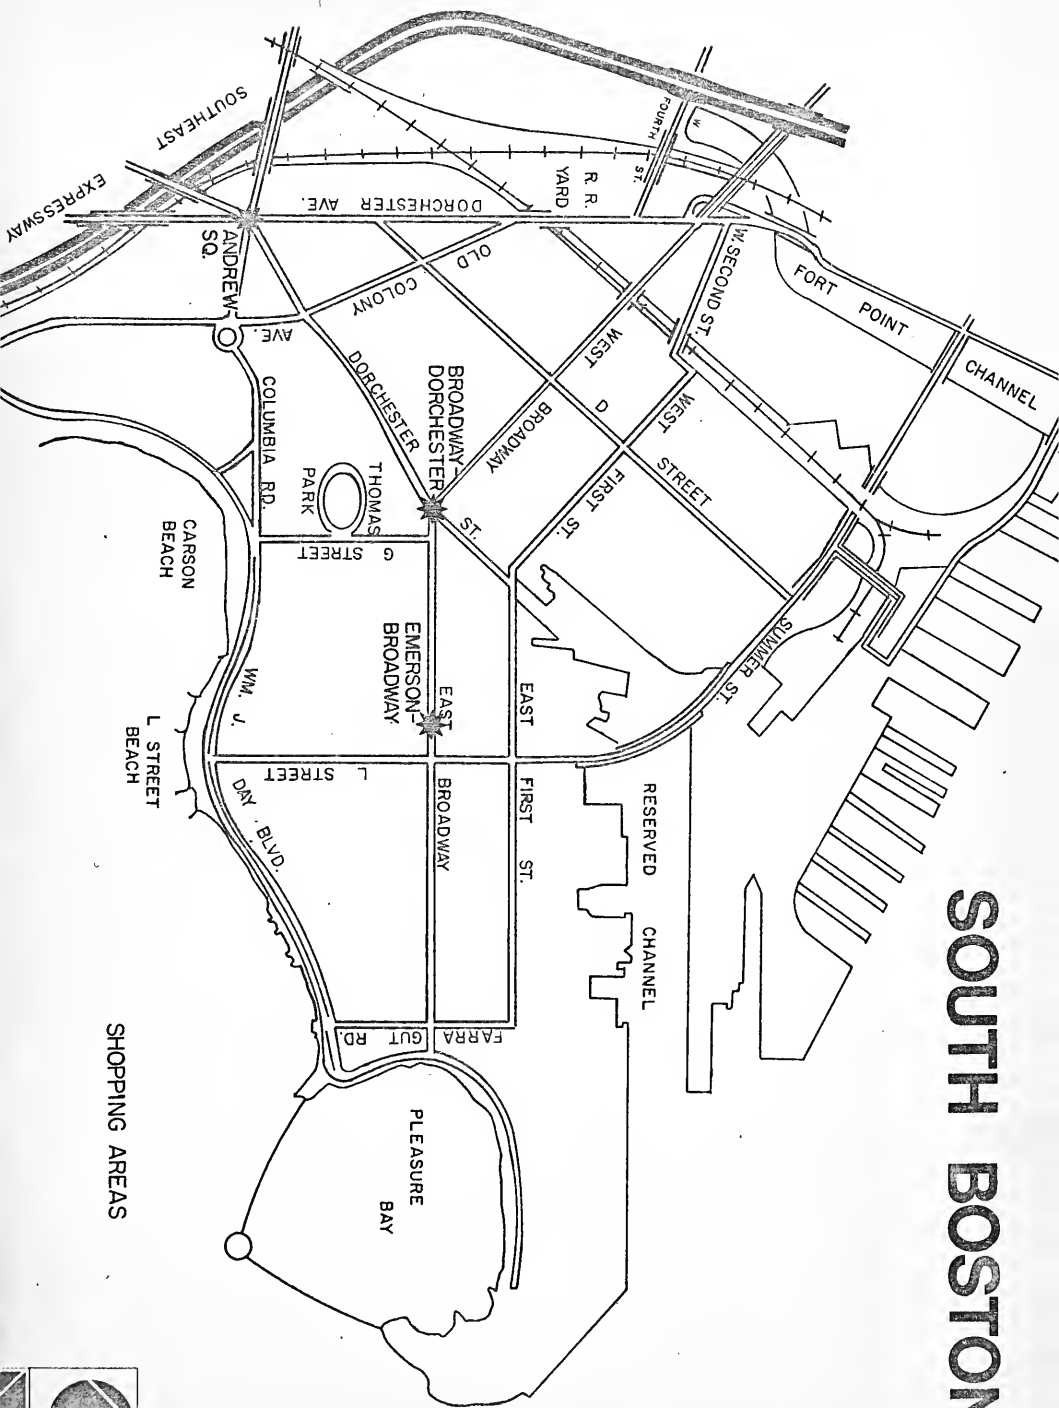 SOUTH BOSTON
FORT POINT CHANNEL
W
FOURTH ST.
R. R.
YARD
DORCHESTER AVE.
W. SECOND ST.
SOUTHEAST EXPRESSWAY
ANDREW
SQ.
OLD COLONY AVE.
WEST BROADWAY
D STREET
WEST FIRST ST.
DORCHESTER ST.
BROADWAY-
DORCHESTER
COLUMBIA RD.
THOMAS
PARK
G STREET
SUMMER ST.
CARSON
BEACH
EMERSON-
BROADWAY
EAST BROADWAY
EAST FIRST ST.
WM. J. DAY BLVD.
L STREET
L STREET
BEACH
RESERVED CHANNEL
FARRAGUT RD.
PLEASURE
BAY
SHOPPING AREAS